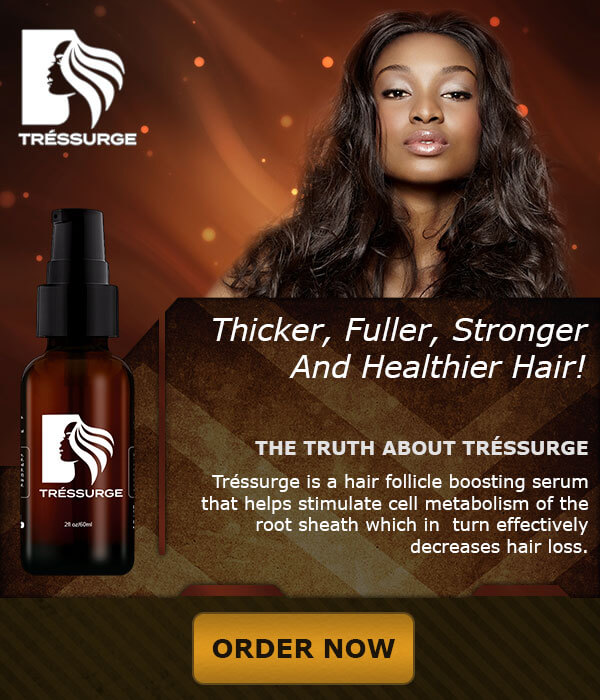 TRÉSSURGE
Thicker, Fuller, Stronger
And Healthier Hair!
THE TRUTH ABOUT TRÉSSURGE
Tréssurge is a hair follicle boosting serum
that helps stimulate cell metabolism of the
root sheath which in turn effectively
decreases hair loss.
TRÉSSURGE
2fl oz/60ml
ORDER NOW